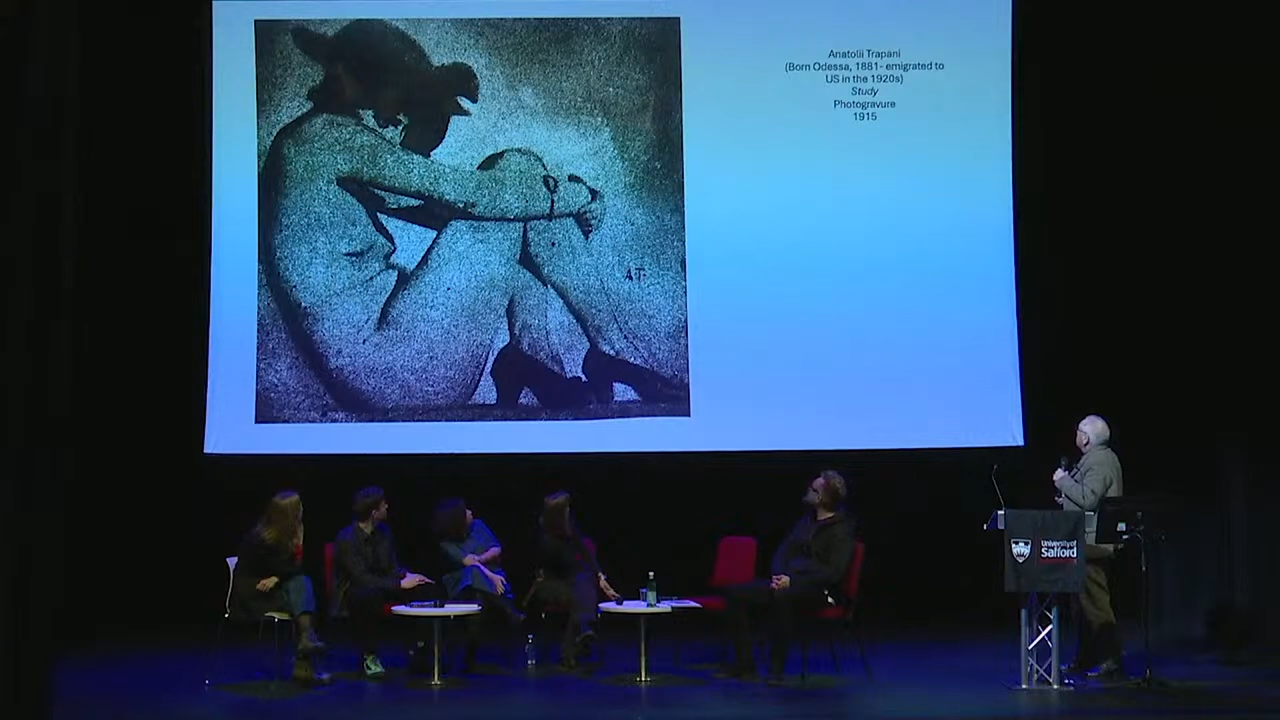 Anatolii Trapani
(Born Odessa, 1881- emigrated to
US in the 1920s)
Study
Photogravure
1915
AT
University of
Salford